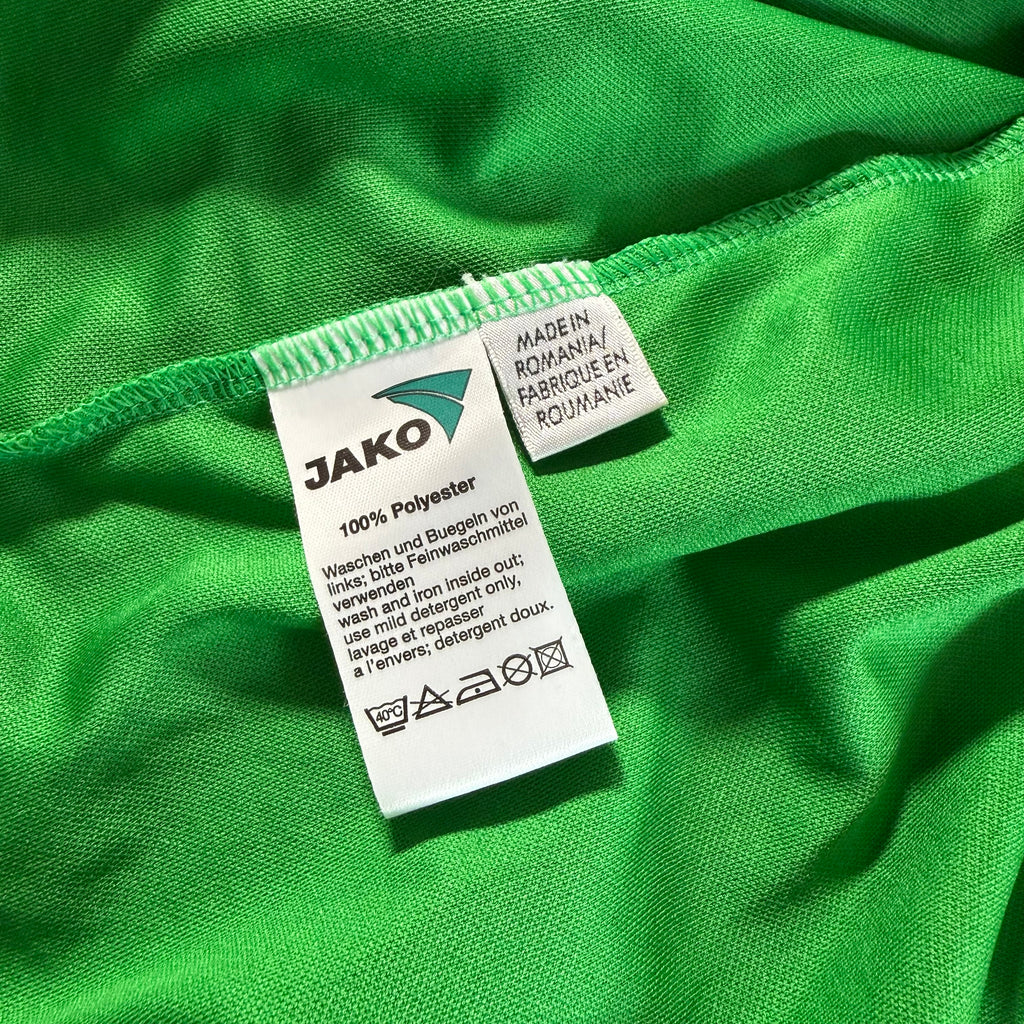 JAKO
100% Polyester
Waschen und Buegeln von
links; bitte Feinwaschmittel
verwenden
wash and iron inside out;
use mild detergent only,
lavage et repasser
a l'envers; detergent doux.
40°C
MADE IN
ROMANIA/
FABRIQUE EN
ROUMANIE